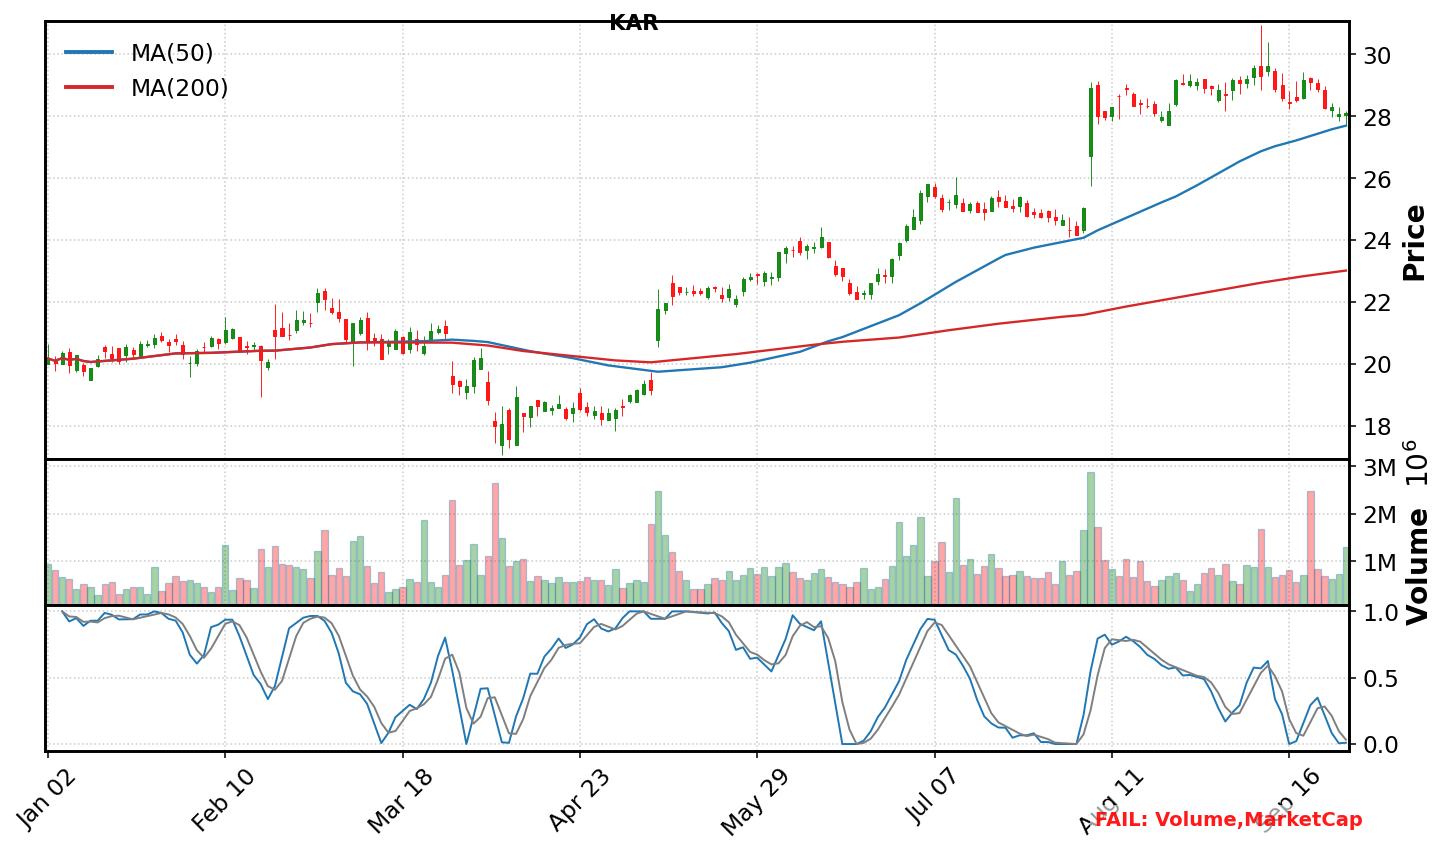 KAR
MA(50)
MA(200)
30
28
26
24
22
20
18
Price
3M
2M
1M
Volume 10^6
1.0
0.5
0.0
Jan 02
Feb 10
Mar 18
Apr 23
May 29
Jul 07
Aug 11
Sep 16
FAIL: Volume,MarketCap